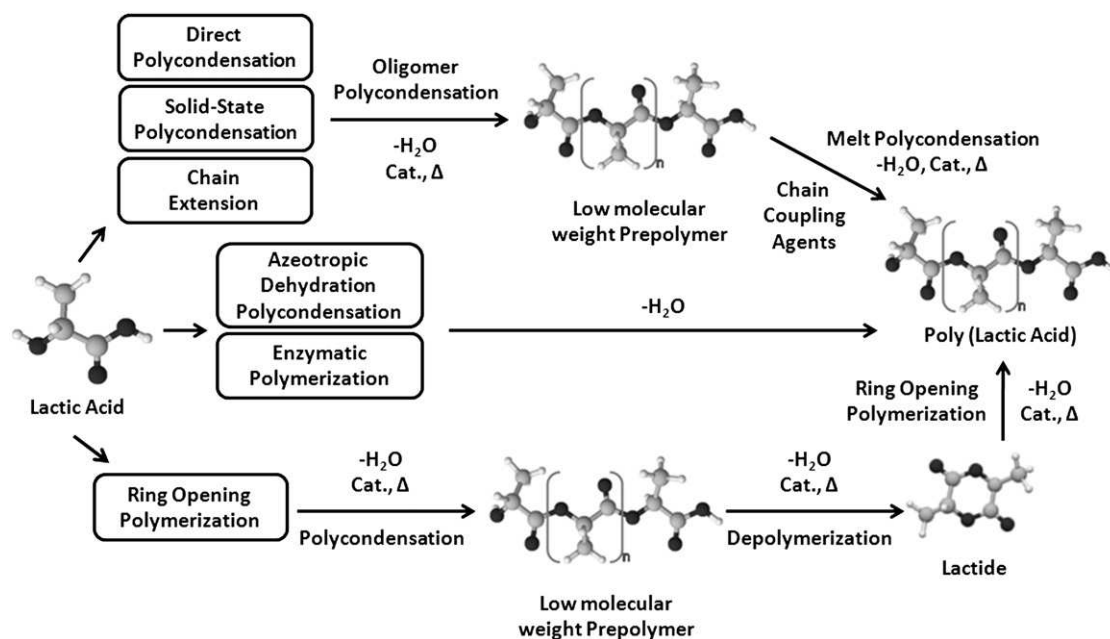 Direct
Polycondensation
Solid-State
Polycondensation
Chain
Extension
Oligomer
Polycondensation
-H₂O
Cat., Δ
n
Low molecular
weight Prepolymer
Melt Polycondensation
-H₂O, Cat., Δ
Chain
Coupling
Agents
Lactic Acid
Azeotropic
Dehydration
Polycondensation
Enzymatic
Polymerization
-H₂O
n
Poly (Lactic Acid)
Ring Opening
Polymerization
-H₂O
Cat., Δ
Ring Opening
Polymerization
-H₂O
Cat., Δ
Polycondensation
n
Low molecular
weight Prepolymer
-H₂O
Cat., Δ
Depolymerization
Lactide